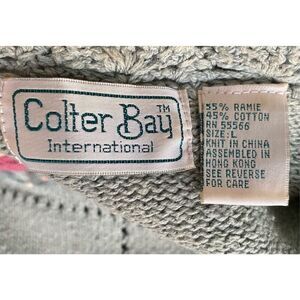 Colter Bay™
International
55% RAMIE
45% COTTON
RN 55566
SIZE: L
KNIT IN CHINA
ASSEMBLED IN
HONG KONG
SEE REVERSE
FOR CARE